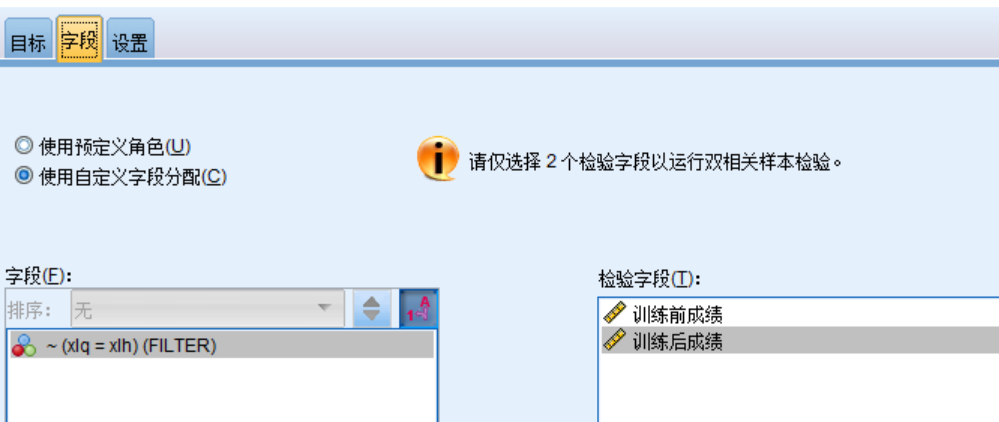 目标 字段 设置
使用预定义角色(U)
使用自定义字段分配(C)
请仅选择 2 个检验字段以运行双相关样本检验。
字段(F):
排序: 无
~ (xlq = xlh) (FILTER)
检验字段(T):
训练前成绩
训练后成绩